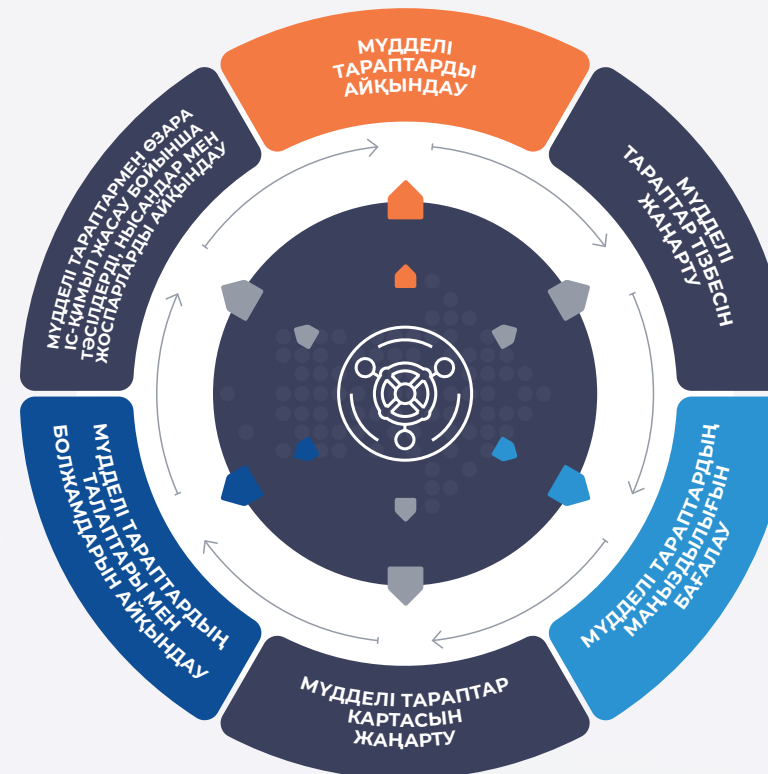 МҮДДЕЛІ
ТАРАПТАРДЫ
АЙҚЫНДАУ
МҮДДЕЛІ
ТАРАПТАР ТІЗБЕСІН
ЖАҢАРТУ
МҮДДЕЛІ ТАРАПТАРДЫҢ
МАҢЫЗДЫЛЫҒЫН
БАҒАЛАУ
МҮДДЕЛІ ТАРАПТАР
КАРТАСЫН
ЖАҢАРТУ
МҮДДЕЛІ ТАРАПТАРДЫҢ
ТАЛАПТАРЫ МЕН
БОЛЖАМДАРЫН АЙҚЫНДАУ
МҮДДЕЛІ ТАРАПТАРМЕН ӨЗАРА
ІС-ҚИМЫЛ ЖАСАУ БОЙЫНША
ТӘСІЛДЕРДІ, НЫСАНДАР МЕН
ЖОСПАРЛАРДЫ АЙҚЫНДАУ